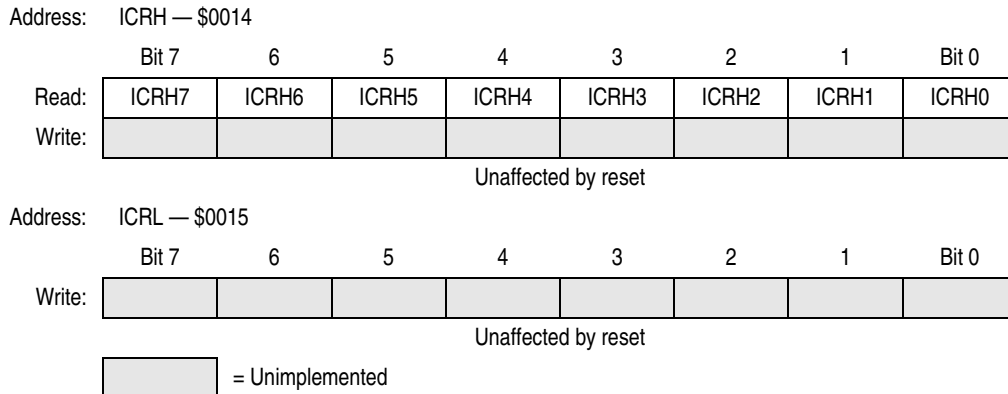 Address: ICRH — $0014
Bit 7 6 5 4 3 2 1 Bit 0
Read: ICRH7 ICRH6 ICRH5 ICRH4 ICRH3 ICRH2 ICRH1 ICRH0
Write:
Unaffected by reset
Address: ICRL — $0015
Bit 7 6 5 4 3 2 1 Bit 0
Write:
Unaffected by reset
= Unimplemented